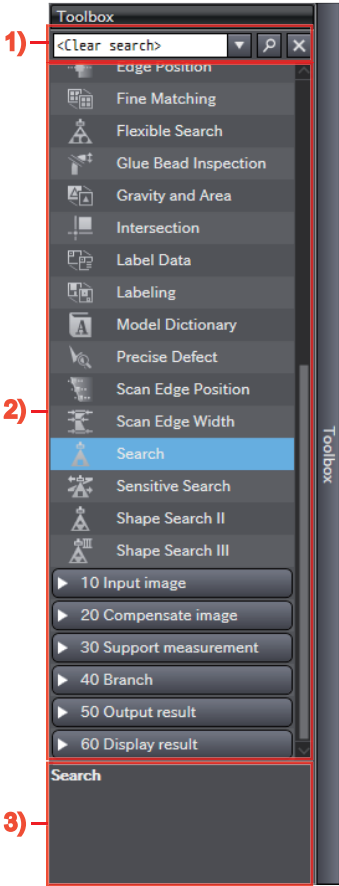 Toolbox
1)
<Clear search>
Edge Position
Fine Matching
Flexible Search
Glue Bead Inspection
Gravity and Area
Intersection
Label Data
Labeling
Model Dictionary
Precise Defect
Scan Edge Position
2)
Scan Edge Width
Toolbox
Search
Sensitive Search
Shape Search II
Shape Search III
10 Input image
20 Compensate image
30 Support measurement
40 Branch
50 Output result
60 Display result
Search
3)